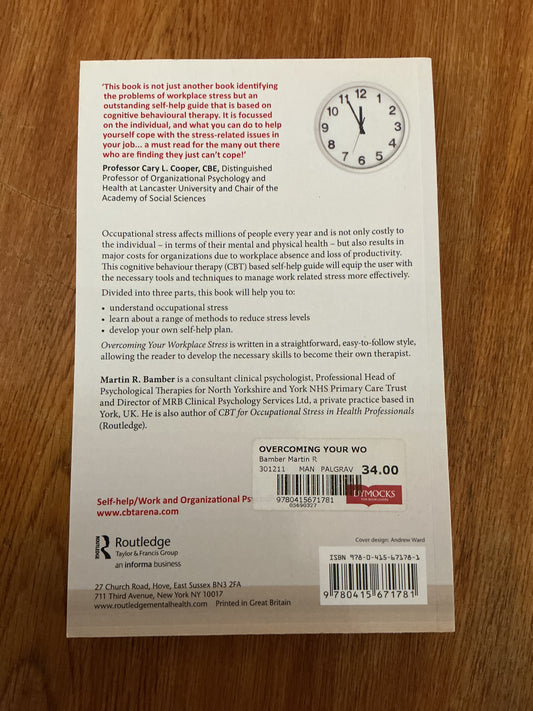 'This book is not just another book identifying
the problems of workplace stress but an
outstanding self-help guide that is based on
cognitive behavioural therapy. It is focussed
on the individual, and what you can do to help
yourself cope with the stress-related issues in
your job... a must read for the many out there
who are finding they just can't cope!'
Professor Cary L. Cooper, CBE, Distinguished
Professor of Organizational Psychology and
Health at Lancaster University and Chair of the
Academy of Social Sciences
12
1
2
3
4
5
6
7
8
9
10
11
Occupational stress affects millions of people every year and is not only costly to
the individual – in terms of their mental and physical health – but also results in
major costs for organizations due to workplace absence and loss of productivity.
This cognitive behaviour therapy (CBT) based self-help guide will equip the user with
the necessary tools and techniques to manage work related stress more effectively.
Divided into three parts, this book will help you to:
• understand occupational stress
• learn about a range of methods to reduce stress levels
• develop your own self-help plan.
Overcoming Your Workplace Stress is written in a straightforward, easy-to-follow style,
allowing the reader to develop the necessary skills to become their own therapist.
Martin R. Bamber is a consultant clinical psychologist, Professional Head of
Psychological Therapies for North Yorkshire and York NHS Primary Care Trust
and Director of MRB Clinical Psychology Services Ltd, a private practice based in
York, UK. He is also author of CBT for Occupational Stress in Health Professionals
(Routledge).
OVERCOMING YOUR WO
Bamber Martin R
301211 MAN PALGRAV 34.00
9780415671781
DYMOCKS
03690327
Self-help/Work and Organizational Ps
www.cbtarena.com
Cover design: Andrew Ward
ROUTLEDGE
Routledge
Taylor & Francis Group
an informa business
ISBN 978-0-415-67178-1
9 780415 671781
27 Church Road, Hove, East Sussex BN3 2FA
711 Third Avenue, New York NY 10017
www.routledgementalhealth.com Printed in Great Britain